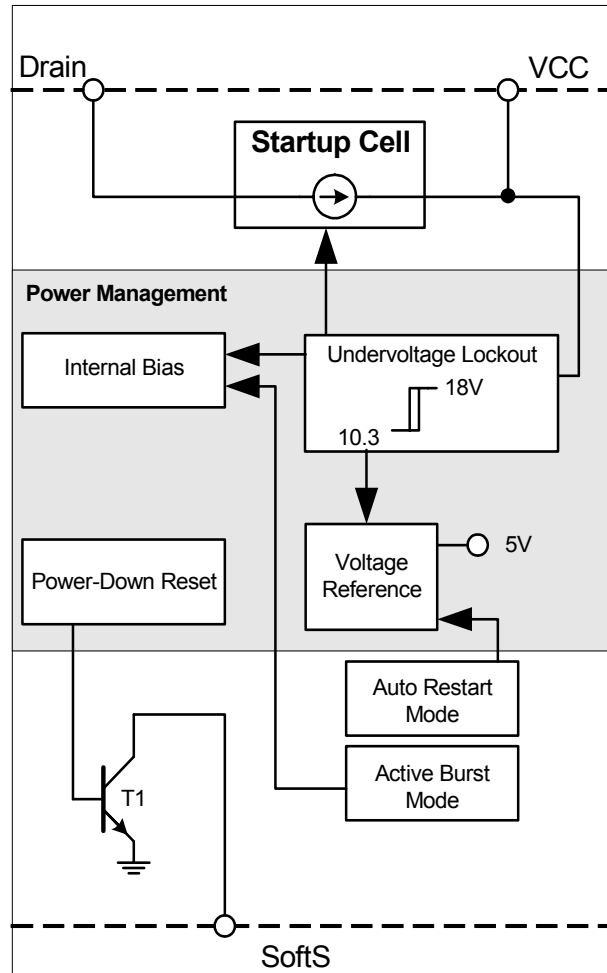 Drain
VCC
Startup Cell
Power Management
Internal Bias
Undervoltage Lockout
18V
10.3
Power-Down Reset
Voltage
Reference
5V
Auto Restart
Mode
Active Burst
Mode
T1
SoftS